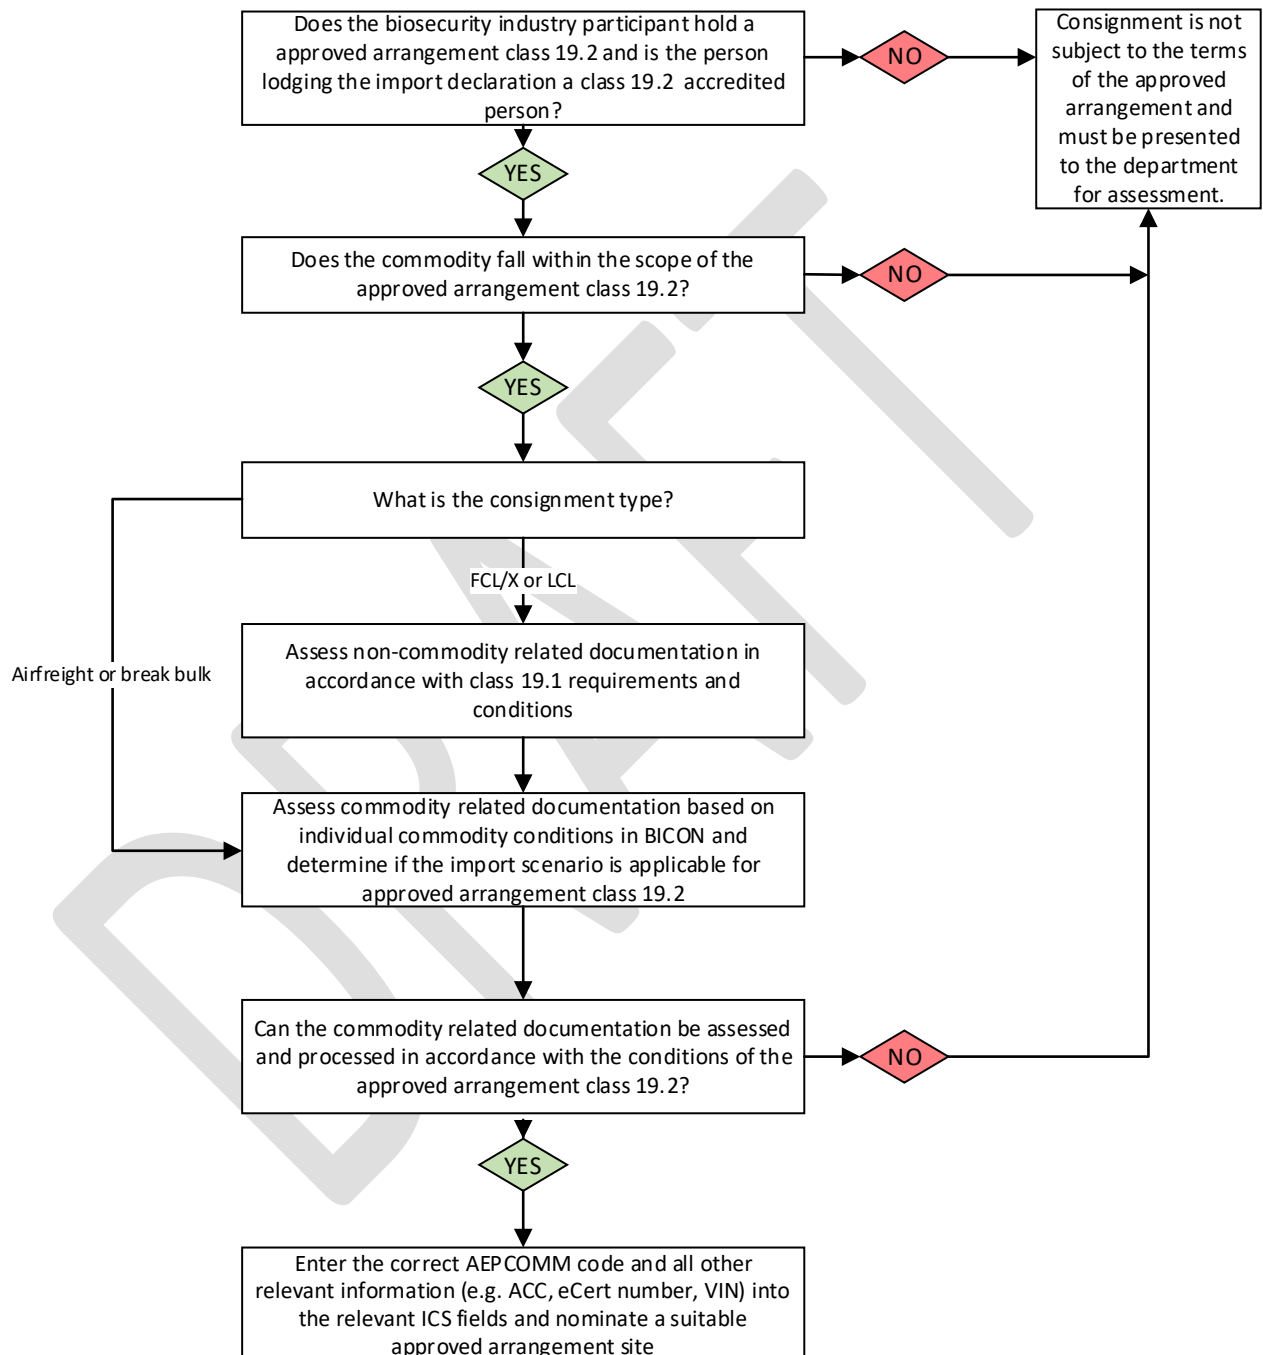 Does the biosecurity industry participant hold a
approved arrangement class 19.2 and is the person
lodging the import declaration a class 19.2 accredited
person?
NO
Consignment is not
subject to the terms
of the approved
arrangement and
must be presented
to the department
for assessment.
YES
Does the commodity fall within the scope of the
approved arrangement class 19.2?
NO
YES
What is the consignment type?
FCL/X or LCL
Airfreight or break bulk
Assess non-commodity related documentation in
accordance with class 19.1 requirements and
conditions
Assess commodity related documentation based on
individual commodity conditions in BICON and
determine if the import scenario is applicable for
approved arrangement class 19.2
Can the commodity related documentation be assessed
and processed in accordance with the conditions of the
approved arrangement class 19.2?
NO
YES
Enter the correct AEPCOMM code and all other
relevant information (e.g. ACC, eCert number, VIN) into
the relevant ICS fields and nominate a suitable
approved arrangement site
DRAFT